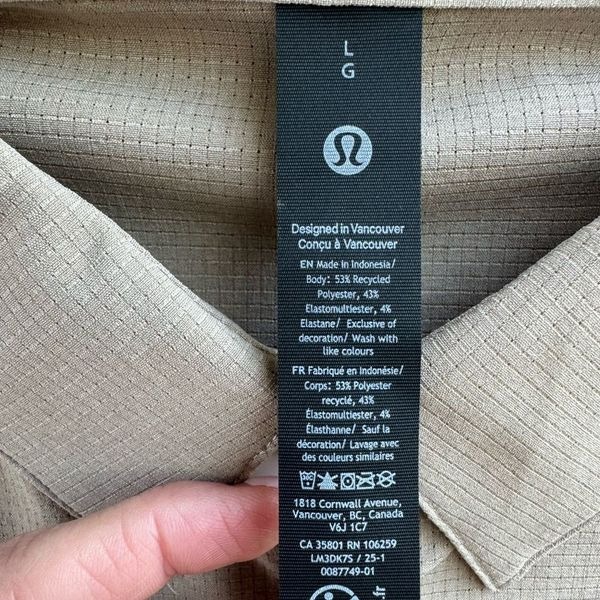 L
G
Designed in Vancouver
Conçu à Vancouver
EN Made in Indonesia/
Body: 53% Recycled
Polyester, 43%
Elastomultiester, 4%
Elastane/ Exclusive of
decoration/ Wash with
like colours
FR Fabriqué en Indonésie/
Corps: 53% Polyester
recyclé, 43%
Élastomultiester, 4%
Élasthanne/ Sauf la
décoration/ Lavage avec
des couleurs similaires
1818 Cornwall Avenue,
Vancouver, BC, Canada
V6J 1C7
CA 35801 RN 106259
LM3DK7S / 25-1
0087749-01
.fr